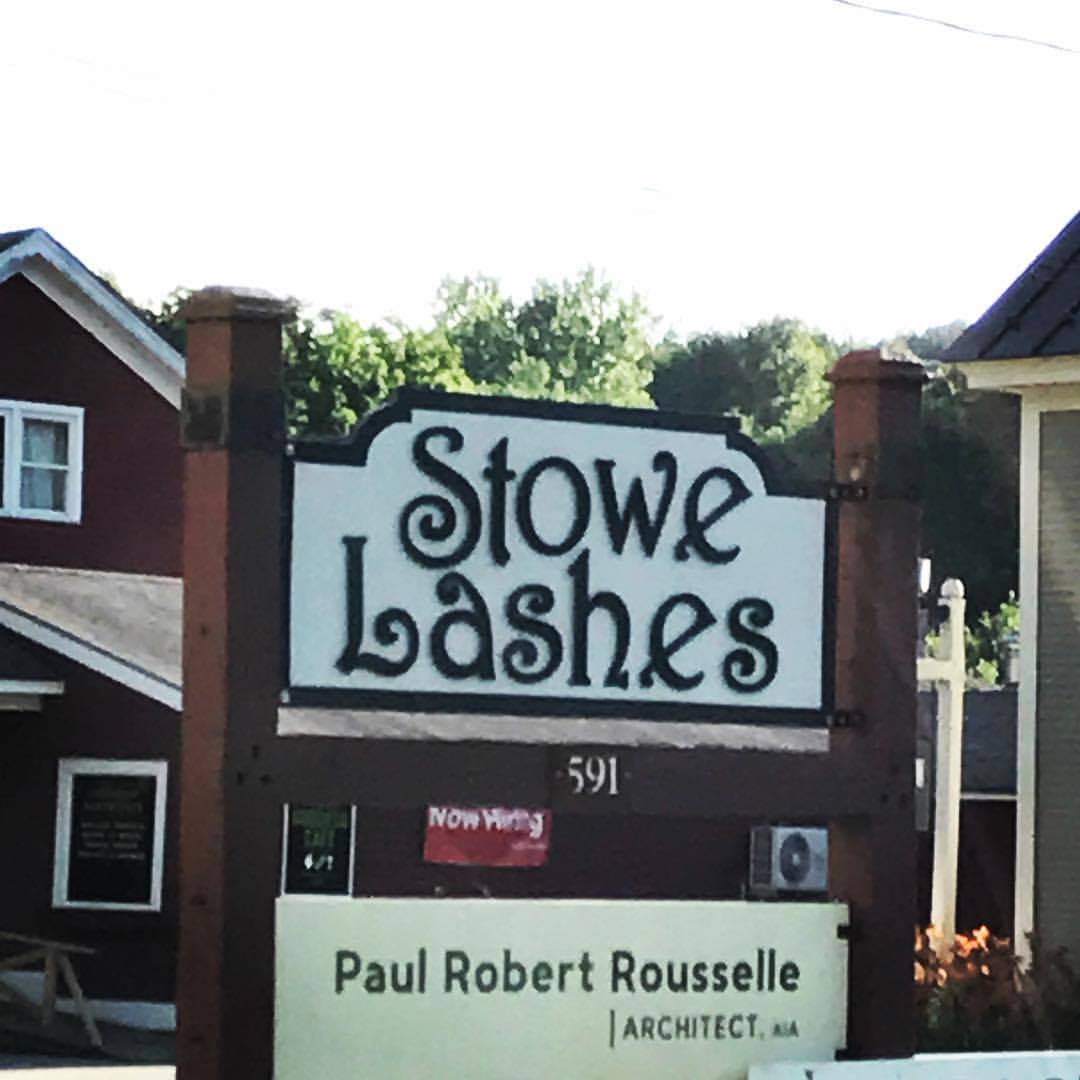 Stowe
Lashes
591
Now Hiring
Paul Robert Rousselle
ARCHITECT, AIA